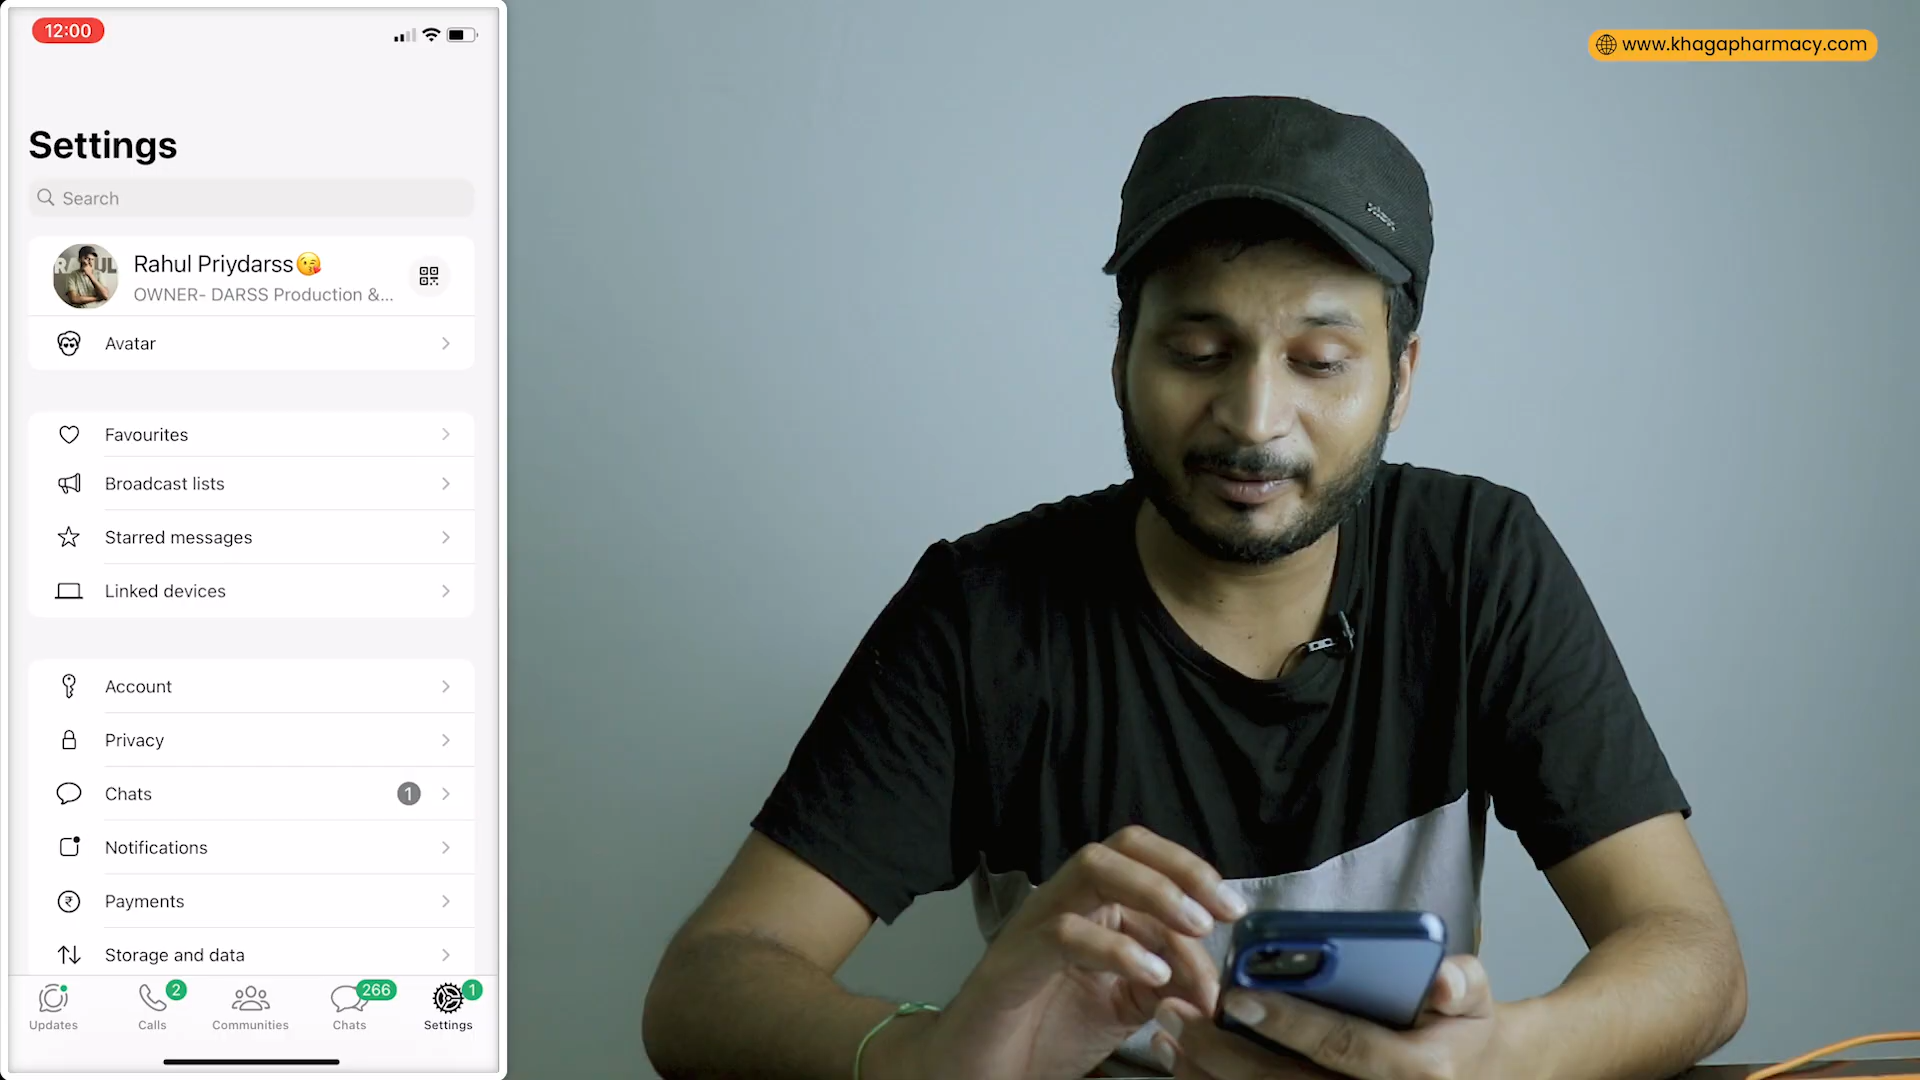 12:00
www.khagapharmacy.com
Settings
Search
Rahul Priydarss😘
OWNER- DARSS Production &...
Avatar
Favourites
Broadcast lists
Starred messages
Linked devices
Account
Privacy
Chats 1
Notifications
Payments
Storage and data
2 266 1
Updates Calls Communities Chats Settings